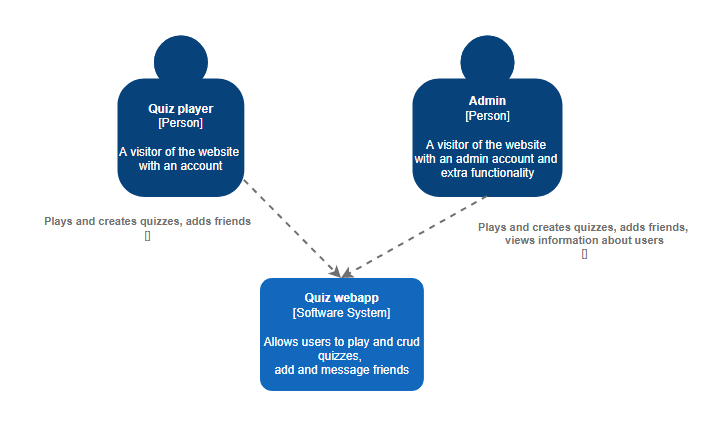 Quiz player
[Person]
A visitor of the website
with an account
Admin
[Person]
A visitor of the website
with an admin account and
extra functionality
Plays and creates quizzes, adds friends
[]
Plays and creates quizzes, adds friends,
views information about users
[]
Quiz webapp
[Software System]
Allows users to play and crud
quizzes,
add and message friends